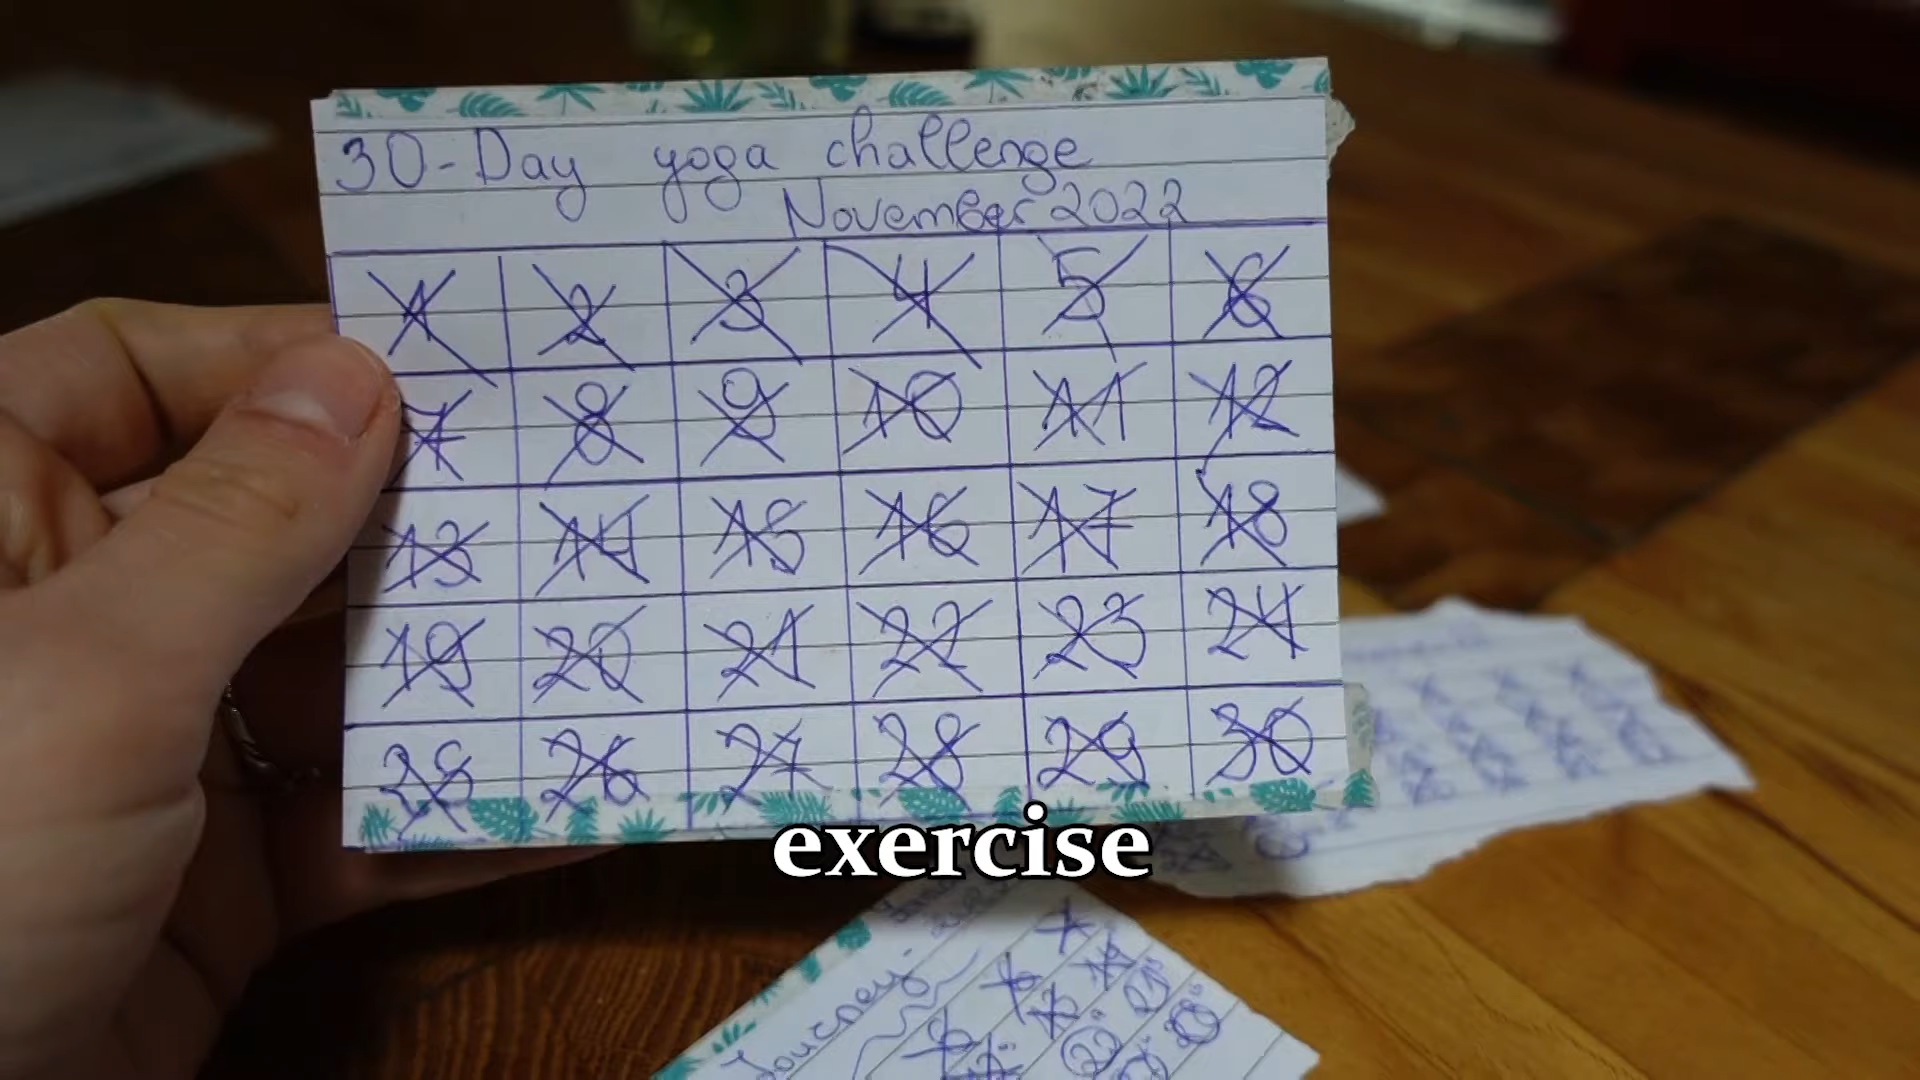 30-Day yoga challenge
November 2022
1 2 3 4 5 6
7 8 9 10 11 12
13 14 15 16 17 18
19 20 21 22 23 24
25 26 27 28 29 30
exercise
Journey